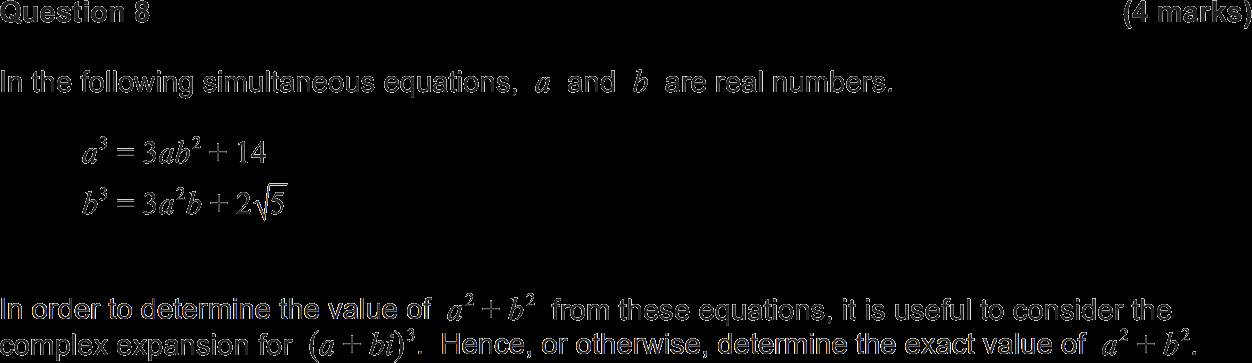 Question 8 (4 marks)
In the following simultaneous equations, a and b are real numbers.
a³ = 3ab² + 14
b³ = 3a²b + 2√5
In order to determine the value of a² + b² from these equations, it is useful to consider the
complex expansion for (a + bi)³. Hence, or otherwise, determine the exact value of a² + b².